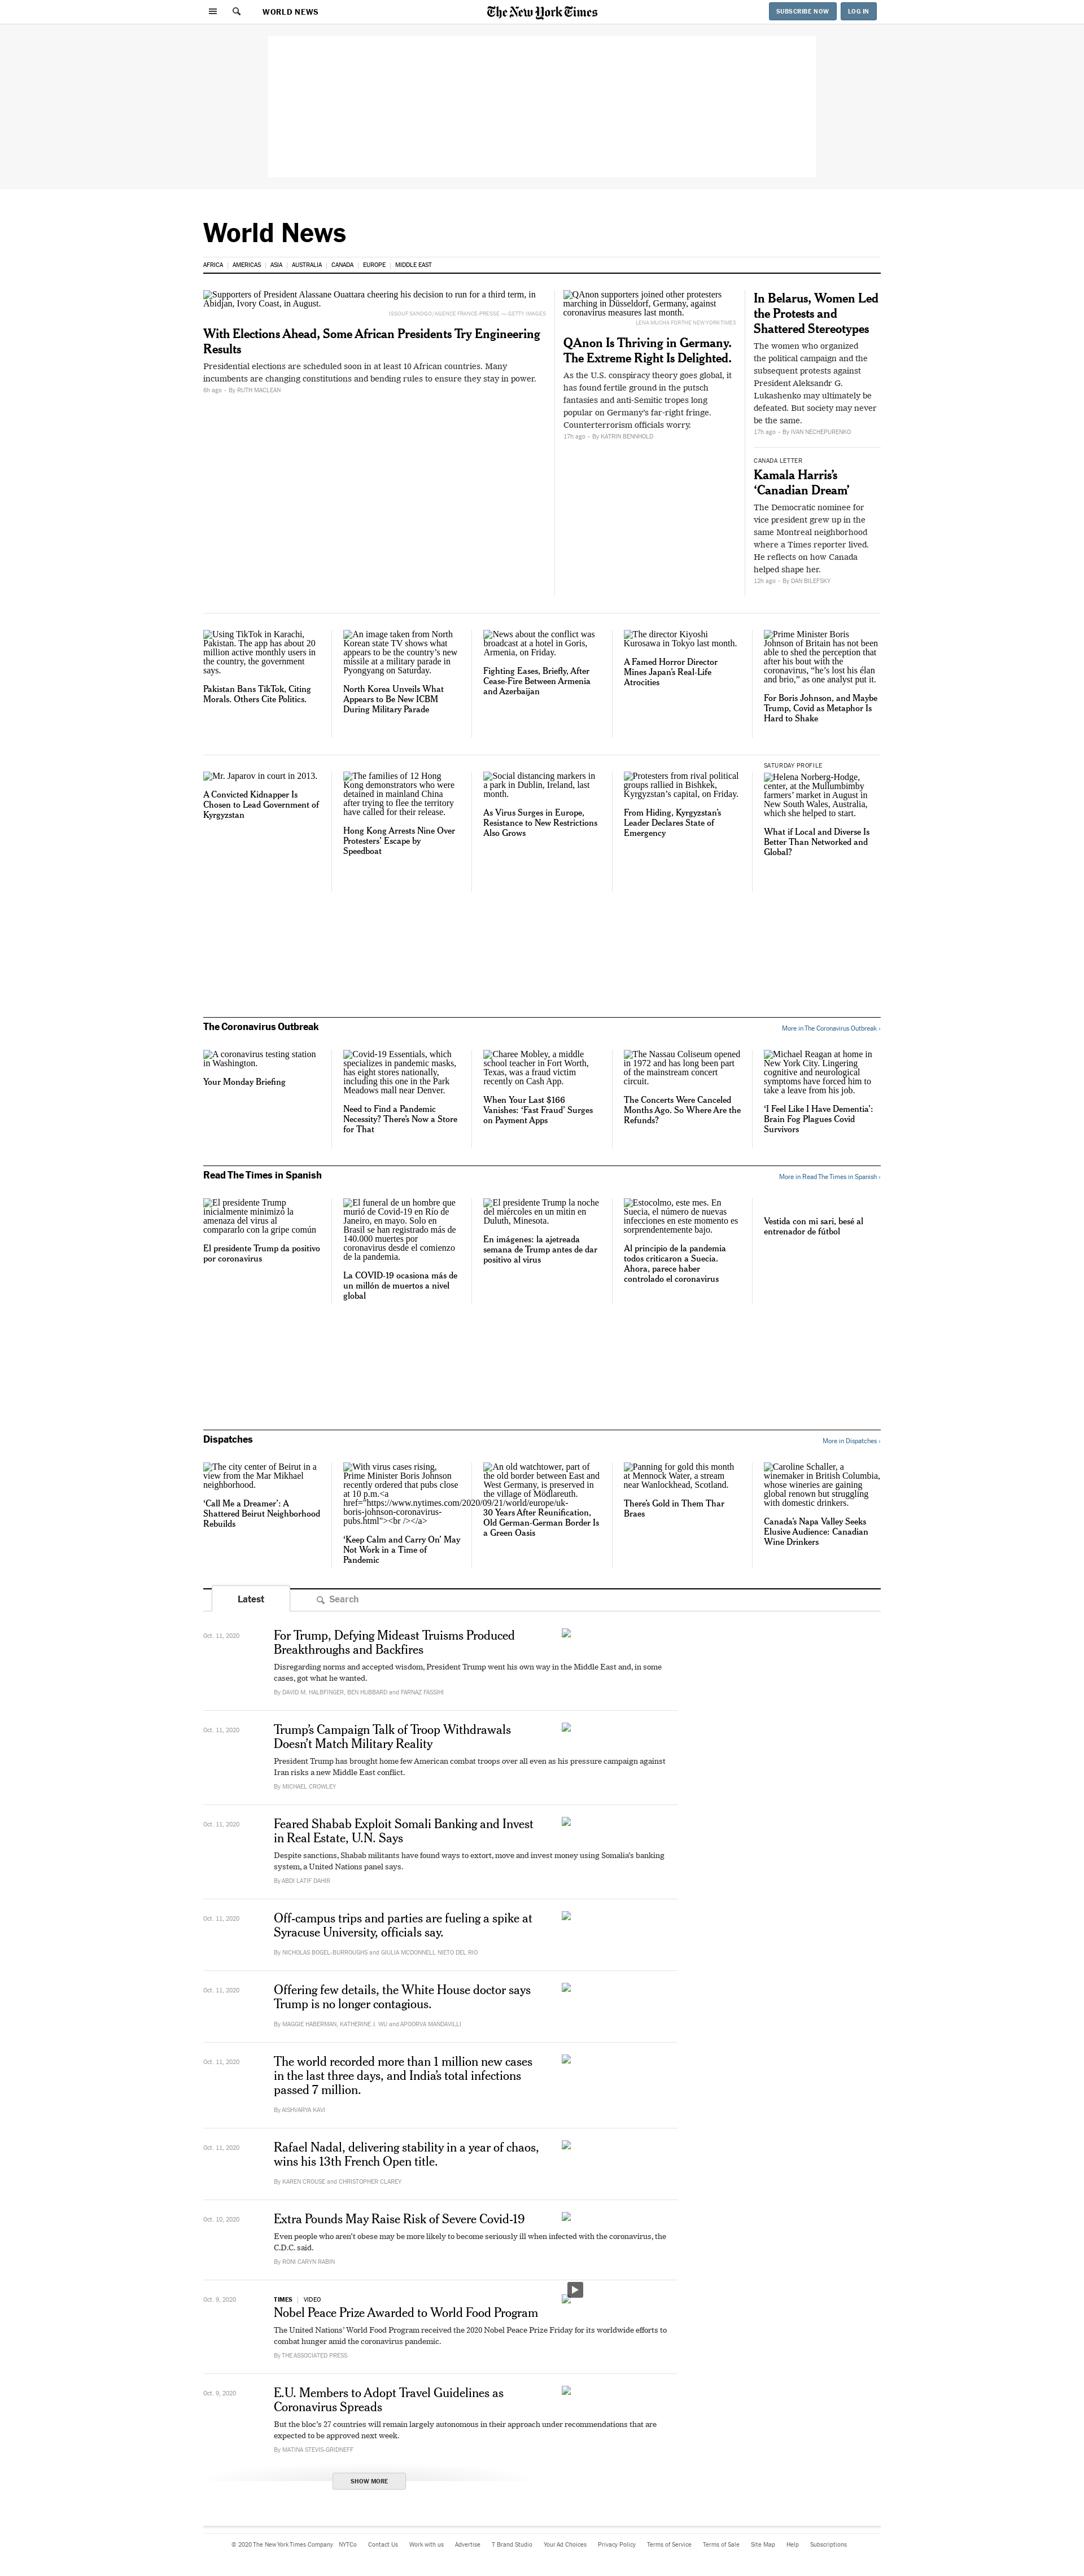 WORLD NEWS
The New York Times
SUBSCRIBE NOW
LOG IN
World News
AFRICA
AMERICAS
ASIA
AUSTRALIA
CANADA
EUROPE
MIDDLE EAST
Supporters of President Alassane Ouattara cheering his decision to run for a third term, in
Abidjan, Ivory Coast, in August.
ISSOUF SANOGO/AGENCE FRANCE-PRESSE — GETTY IMAGES
With Elections Ahead, Some African Presidents Try Engineering
Results
Presidential elections are scheduled soon in at least 10 African countries. Many
incumbents are changing constitutions and bending rules to ensure they stay in power.
6h ago – By RUTH MACLEAN
QAnon supporters joined other protesters
marching in Düsseldorf, Germany, against
coronavirus measures last month.
LENA MUCHA FOR THE NEW YORK TIMES
QAnon Is Thriving in Germany.
The Extreme Right Is Delighted.
As the U.S. conspiracy theory goes global, it
has found fertile ground in the putsch
fantasies and anti-Semitic tropes long
popular on Germany’s far-right fringe.
Counterterrorism officials worry.
17h ago – By KATRIN BENNHOLD
In Belarus, Women Led
the Protests and
Shattered Stereotypes
The women who organized
the political campaign and the
subsequent protests against
President Aleksandr G.
Lukashenko may ultimately be
defeated. But society may never
be the same.
17h ago – By IVAN NECHEPURENKO
CANADA LETTER
Kamala Harris’s
‘Canadian Dream’
The Democratic nominee for
vice president grew up in the
same Montreal neighborhood
where a Times reporter lived.
He reflects on how Canada
helped shape her.
12h ago – By DAN BILEFSKY
Using TikTok in Karachi,
Pakistan. The app has about 20
million active monthly users in
the country, the government
says.
Pakistan Bans TikTok, Citing
Morals. Others Cite Politics.
An image taken from North
Korean state TV shows what
appears to be the country’s new
missile at a military parade in
Pyongyang on Saturday.
North Korea Unveils What
Appears to Be New ICBM
During Military Parade
News about the conflict was
broadcast at a hotel in Goris,
Armenia, on Friday.
Fighting Eases, Briefly, After
Cease-Fire Between Armenia
and Azerbaijan
The director Kiyoshi
Kurosawa in Tokyo last month.
A Famed Horror Director
Mines Japan’s Real-Life
Atrocities
Prime Minister Boris
Johnson of Britain has not been
able to shed the perception that
after his bout with the
coronavirus, “he’s lost his élan
and brio,” as one analyst put it.
For Boris Johnson, and Maybe
Trump, Covid as Metaphor Is
Hard to Shake
Mr. Japarov in court in 2013.
A Convicted Kidnapper Is
Chosen to Lead Government of
Kyrgyzstan
The families of 12 Hong
Kong demonstrators who were
detained in mainland China
after trying to flee the territory
have called for their release.
Hong Kong Arrests Nine Over
Protesters’ Escape by
Speedboat
Social distancing markers in
a park in Dublin, Ireland, last
month.
As Virus Surges in Europe,
Resistance to New Restrictions
Also Grows
Protesters from rival political
groups rallied in Bishkek,
Kyrgyzstan’s capital, on Friday.
From Hiding, Kyrgyzstan’s
Leader Declares State of
Emergency
SATURDAY PROFILE
Helena Norberg-Hodge,
center, at the Mullumbimby
farmers’ market in August in
New South Wales, Australia,
which she helped to start.
What if Local and Diverse Is
Better Than Networked and
Global?
The Coronavirus Outbreak
More in The Coronavirus Outbreak ›
A coronavirus testing station
in Washington.
Your Monday Briefing
Covid-19 Essentials, which
specializes in pandemic masks,
has eight stores nationally,
including this one in the Park
Meadows mall near Denver.
Need to Find a Pandemic
Necessity? There’s Now a Store
for That
Charee Mobley, a middle
school teacher in Fort Worth,
Texas, was a fraud victim
recently on Cash App.
When Your Last $166
Vanishes: ‘Fast Fraud’ Surges
on Payment Apps
The Nassau Coliseum opened
in 1972 and has long been part
of the mainstream concert
circuit.
The Concerts Were Canceled
Months Ago. So Where Are the
Refunds?
Michael Reagan at home in
New York City. Lingering
cognitive and neurological
symptoms have forced him to
take a leave from his job.
‘I Feel Like I Have Dementia’:
Brain Fog Plagues Covid
Survivors
Read The Times in Spanish
More in Read The Times in Spanish ›
El presidente Trump
inicialmente minimizó la
amenaza del virus al
compararlo con la gripe común
El presidente Trump da positivo
por coronavirus
El funeral de un hombre que
murió de Covid-19 en Río de
Janeiro, en mayo. Solo en
Brasil se han registrado más de
140.000 muertes por
coronavirus desde el comienzo
de la pandemia.
La COVID-19 ocasiona más de
un millón de muertos a nivel
global
El presidente Trump la noche
del miércoles en un mitin en
Duluth, Minesota.
En imágenes: la ajetreada
semana de Trump antes de dar
positivo al virus
Estocolmo, este mes. En
Suecia, el número de nuevas
infecciones en este momento es
sorprendentemente bajo.
Al principio de la pandemia
todos criticaron a Suecia.
Ahora, parece haber
controlado el coronavirus
Vestida con mi sari, besé al
entrenador de fútbol
Dispatches
More in Dispatches ›
The city center of Beirut in a
view from the Mar Mikhael
neighborhood.
‘Call Me a Dreamer’: A
Shattered Beirut Neighborhood
Rebuilds
With virus cases rising,
Prime Minister Boris Johnson
recently ordered that pubs close
at 10 p.m.<a
href="https://www.nytimes.com/2020/09/21/world/europe/uk-
boris-johnson-coronavirus-
pubs.html"><br /></a>
‘Keep Calm and Carry On’ May
Not Work in a Time of
Pandemic
An old watchtower, part of
the old border between East and
West Germany, is preserved in
the village of Mödlareuth.
30 Years After Reunification,
Old German-German Border Is
a Green Oasis
Panning for gold this month
at Mennock Water, a stream
near Wanlockhead, Scotland.
There’s Gold in Them Thar
Braes
Caroline Schaller, a
winemaker in British Columbia,
whose wineries are gaining
global renown but struggling
with domestic drinkers.
Canada’s Napa Valley Seeks
Elusive Audience: Canadian
Wine Drinkers
Latest
Search
Oct. 11, 2020
For Trump, Defying Mideast Truisms Produced
Breakthroughs and Backfires
Disregarding norms and accepted wisdom, President Trump went his own way in the Middle East and, in some
cases, got what he wanted.
By DAVID M. HALBFINGER, BEN HUBBARD and FARNAZ FASSIHI
Oct. 11, 2020
Trump’s Campaign Talk of Troop Withdrawals
Doesn’t Match Military Reality
President Trump has brought home few American combat troops over all even as his pressure campaign against
Iran risks a new Middle East conflict.
By MICHAEL CROWLEY
Oct. 11, 2020
Feared Shabab Exploit Somali Banking and Invest
in Real Estate, U.N. Says
Despite sanctions, Shabab militants have found ways to extort, move and invest money using Somalia’s banking
system, a United Nations panel says.
By ABDI LATIF DAHIR
Oct. 11, 2020
Off-campus trips and parties are fueling a spike at
Syracuse University, officials say.
By NICHOLAS BOGEL-BURROUGHS and GIULIA MCDONNELL NIETO DEL RIO
Oct. 11, 2020
Offering few details, the White House doctor says
Trump is no longer contagious.
By MAGGIE HABERMAN, KATHERINE J. WU and APOORVA MANDAVILLI
Oct. 11, 2020
The world recorded more than 1 million new cases
in the last three days, and India’s total infections
passed 7 million.
By AISHVARYA KAVI
Oct. 11, 2020
Rafael Nadal, delivering stability in a year of chaos,
wins his 13th French Open title.
By KAREN CROUSE and CHRISTOPHER CLAREY
Oct. 10, 2020
Extra Pounds May Raise Risk of Severe Covid-19
Even people who aren’t obese may be more likely to become seriously ill when infected with the coronavirus, the
C.D.C. said.
By RONI CARYN RABIN
Oct. 9, 2020
TIMES VIDEO
Nobel Peace Prize Awarded to World Food Program
The United Nations’ World Food Program received the 2020 Nobel Peace Prize Friday for its worldwide efforts to
combat hunger amid the coronavirus pandemic.
By THE ASSOCIATED PRESS
Oct. 9, 2020
E.U. Members to Adopt Travel Guidelines as
Coronavirus Spreads
But the bloc’s 27 countries will remain largely autonomous in their approach under recommendations that are
expected to be approved next week.
By MATINA STEVIS-GRIDNEFF
SHOW MORE
© 2020 The New York Times Company
NYTCo
Contact Us
Work with us
Advertise
T Brand Studio
Your Ad Choices
Privacy Policy
Terms of Service
Terms of Sale
Site Map
Help
Subscriptions